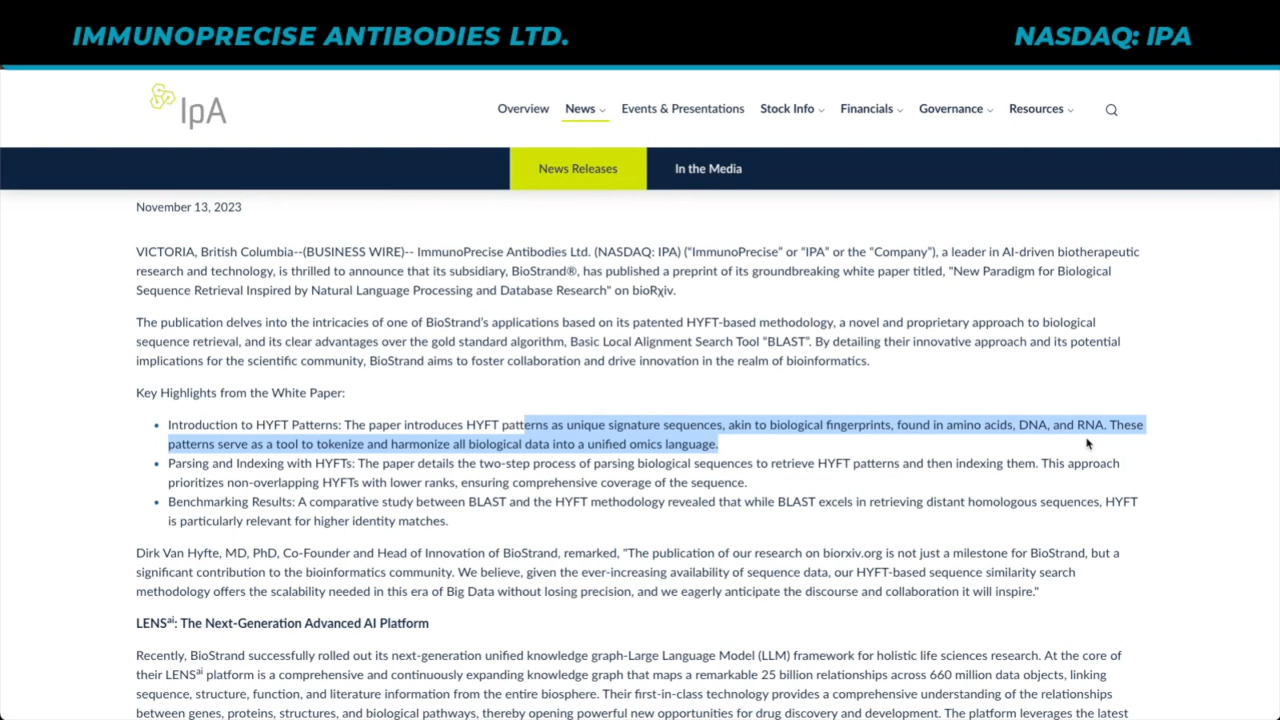 IMMUNOPRECISE ANTIBODIES LTD. NASDAQ: IPA
IpA Overview News Events & Presentations Stock Info Financials Governance Resources
News Releases In the Media
November 13, 2023
VICTORIA, British Columbia--(BUSINESS WIRE)-- ImmunoPrecise Antibodies Ltd. (NASDAQ: IPA) (“ImmunoPrecise” or “IPA” or the “Company”), a leader in AI-driven biotherapeutic
research and technology, is thrilled to announce that its subsidiary, BioStrand®, has published a preprint of its groundbreaking white paper titled, "New Paradigm for Biological
Sequence Retrieval Inspired by Natural Language Processing and Database Research" on bioRχiv.
The publication delves into the intricacies of one of BioStrand’s applications based on its patented HYFT-based methodology, a novel and proprietary approach to biological
sequence retrieval, and its clear advantages over the gold standard algorithm, Basic Local Alignment Search Tool “BLAST”. By detailing their innovative approach and its potential
implications for the scientific community, BioStrand aims to foster collaboration and drive innovation in the realm of bioinformatics.
Key Highlights from the White Paper:
• Introduction to HYFT Patterns: The paper introduces HYFT patterns as unique signature sequences, akin to biological fingerprints, found in amino acids, DNA, and RNA. These
patterns serve as a tool to tokenize and harmonize all biological data into a unified omics language.
• Parsing and Indexing with HYFTs: The paper details the two-step process of parsing biological sequences to retrieve HYFT patterns and then indexing them. This approach
prioritizes non-overlapping HYFTs with lower ranks, ensuring comprehensive coverage of the sequence.
• Benchmarking Results: A comparative study between BLAST and the HYFT methodology revealed that while BLAST excels in retrieving distant homologous sequences, HYFT
is particularly relevant for higher identity matches.
Dirk Van Hyfte, MD, PhD, Co-Founder and Head of Innovation of BioStrand, remarked, "The publication of our research on biorxiv.org is not just a milestone for BioStrand, but a
significant contribution to the bioinformatics community. We believe, given the ever-increasing availability of sequence data, our HYFT-based sequence similarity search
methodology offers the scalability needed in this era of Big Data without losing precision, and we eagerly anticipate the discourse and collaboration it will inspire."
LENSai: The Next-Generation Advanced AI Platform
Recently, BioStrand successfully rolled out its next-generation unified knowledge graph-Large Language Model (LLM) framework for holistic life sciences research. At the core of
their LENSai platform is a comprehensive and continuously expanding knowledge graph that maps a remarkable 25 billion relationships across 660 million data objects, linking
sequence, structure, function, and literature information from the entire biosphere. Their first-in-class technology provides a comprehensive understanding of the relationships
between genes, proteins, structures, and biological pathways, thereby opening powerful new opportunities for drug discovery and development. The platform leverages the latest